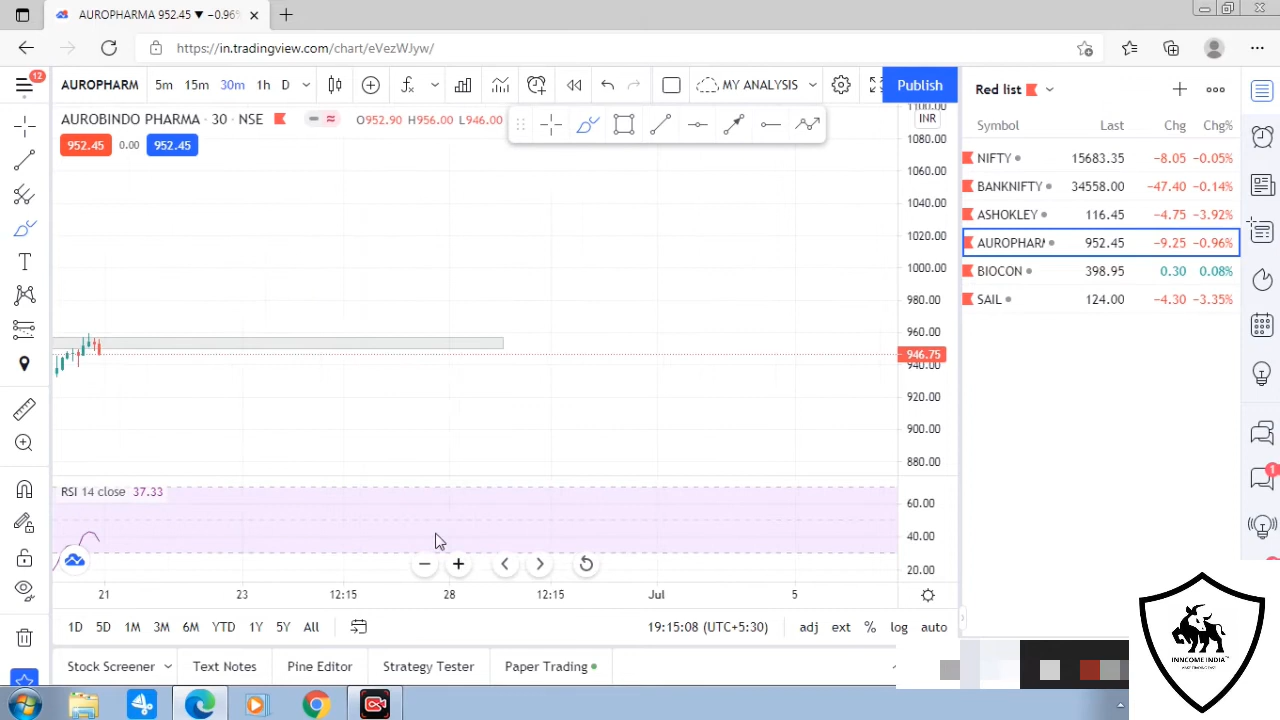 AUROPHARMA 952.45 ▼ −0.96%
https://in.tradingview.com/chart/eVezWJyw/
12
AUROPHARM 5m 15m 30m 1h D MY ANALYSIS Publish
AUROBINDO PHARMA · 30 · NSE O952.90 H956.00 L946.00
952.45 0.00 952.45
1100.00
INR
1080.00
1060.00
1040.00
1020.00
1000.00
980.00
960.00
946.75
940.00
920.00
900.00
880.00
RSI 14 close 37.33
60.00
40.00
20.00
21 23 12:15 28 12:15 Jul 5
1D 5D 1M 3M 6M YTD 1Y 5Y All 19:15:08 (UTC+5:30) adj ext % log auto
Stock Screener Text Notes Pine Editor Strategy Tester Paper Trading
Red list
Symbol Last Chg Chg%
NIFTY 15683.35 −8.05 −0.05%
BANKNIFTY 34558.00 −47.40 −0.14%
ASHOKLEY 116.45 −4.75 −3.92%
AUROPHAR 952.45 −9.25 −0.96%
BIOCON 398.95 0.30 0.08%
SAIL 124.00 −4.30 −3.35%
1
INNCOME INDIA